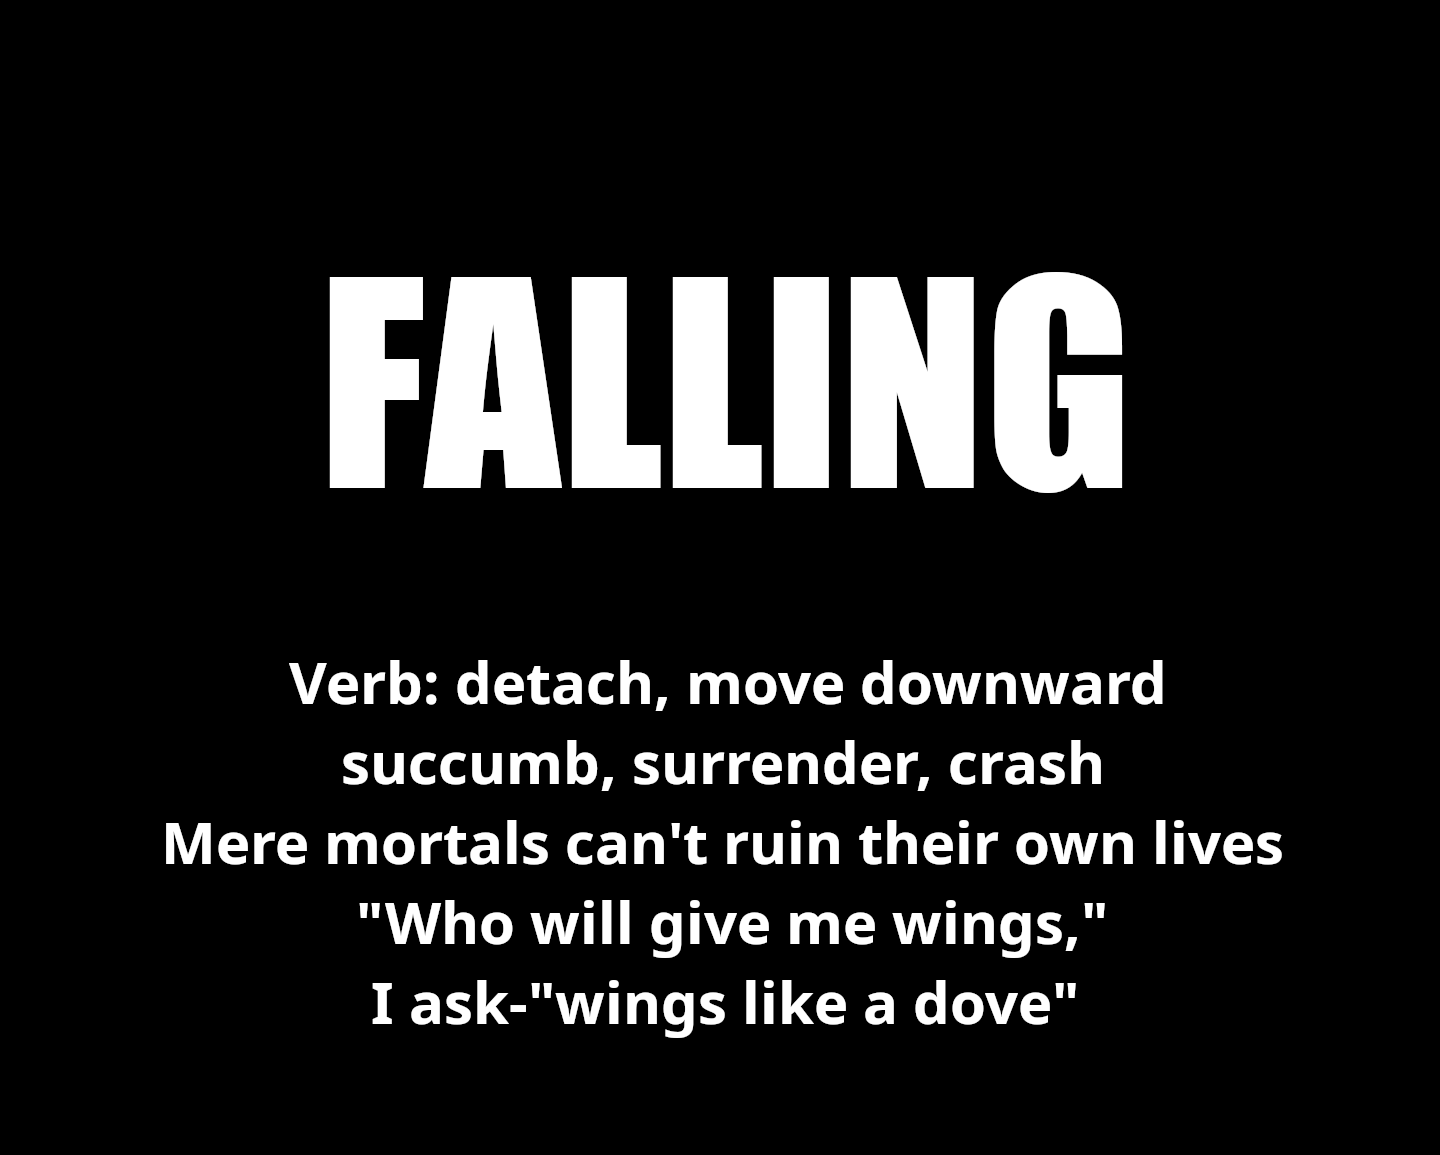 FALLING
Verb: detach, move downward
succumb, surrender, crash
Mere mortals can't ruin their own lives
"Who will give me wings,"
I ask-"wings like a dove"